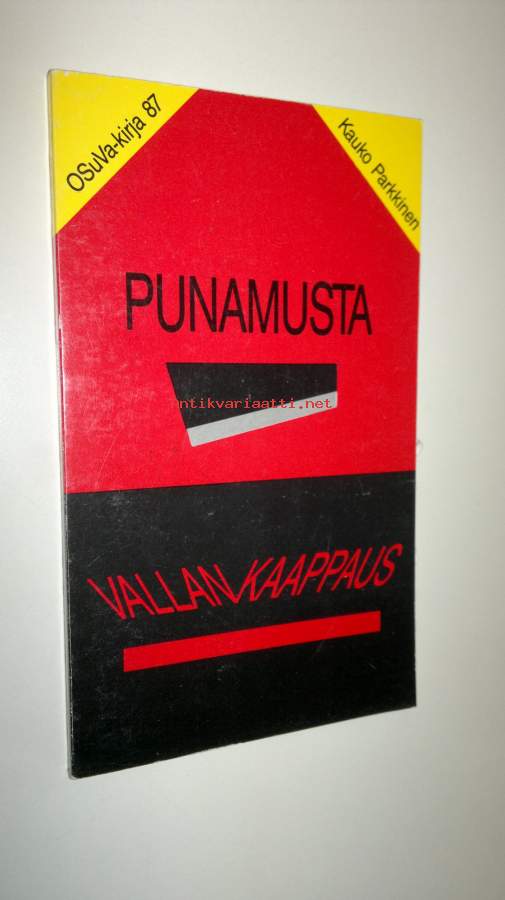 OSuVa-kirja 87
Kauko Parkkinen
PUNAMUSTA
antikvariaatti.net
VALLANKAAPPAUS